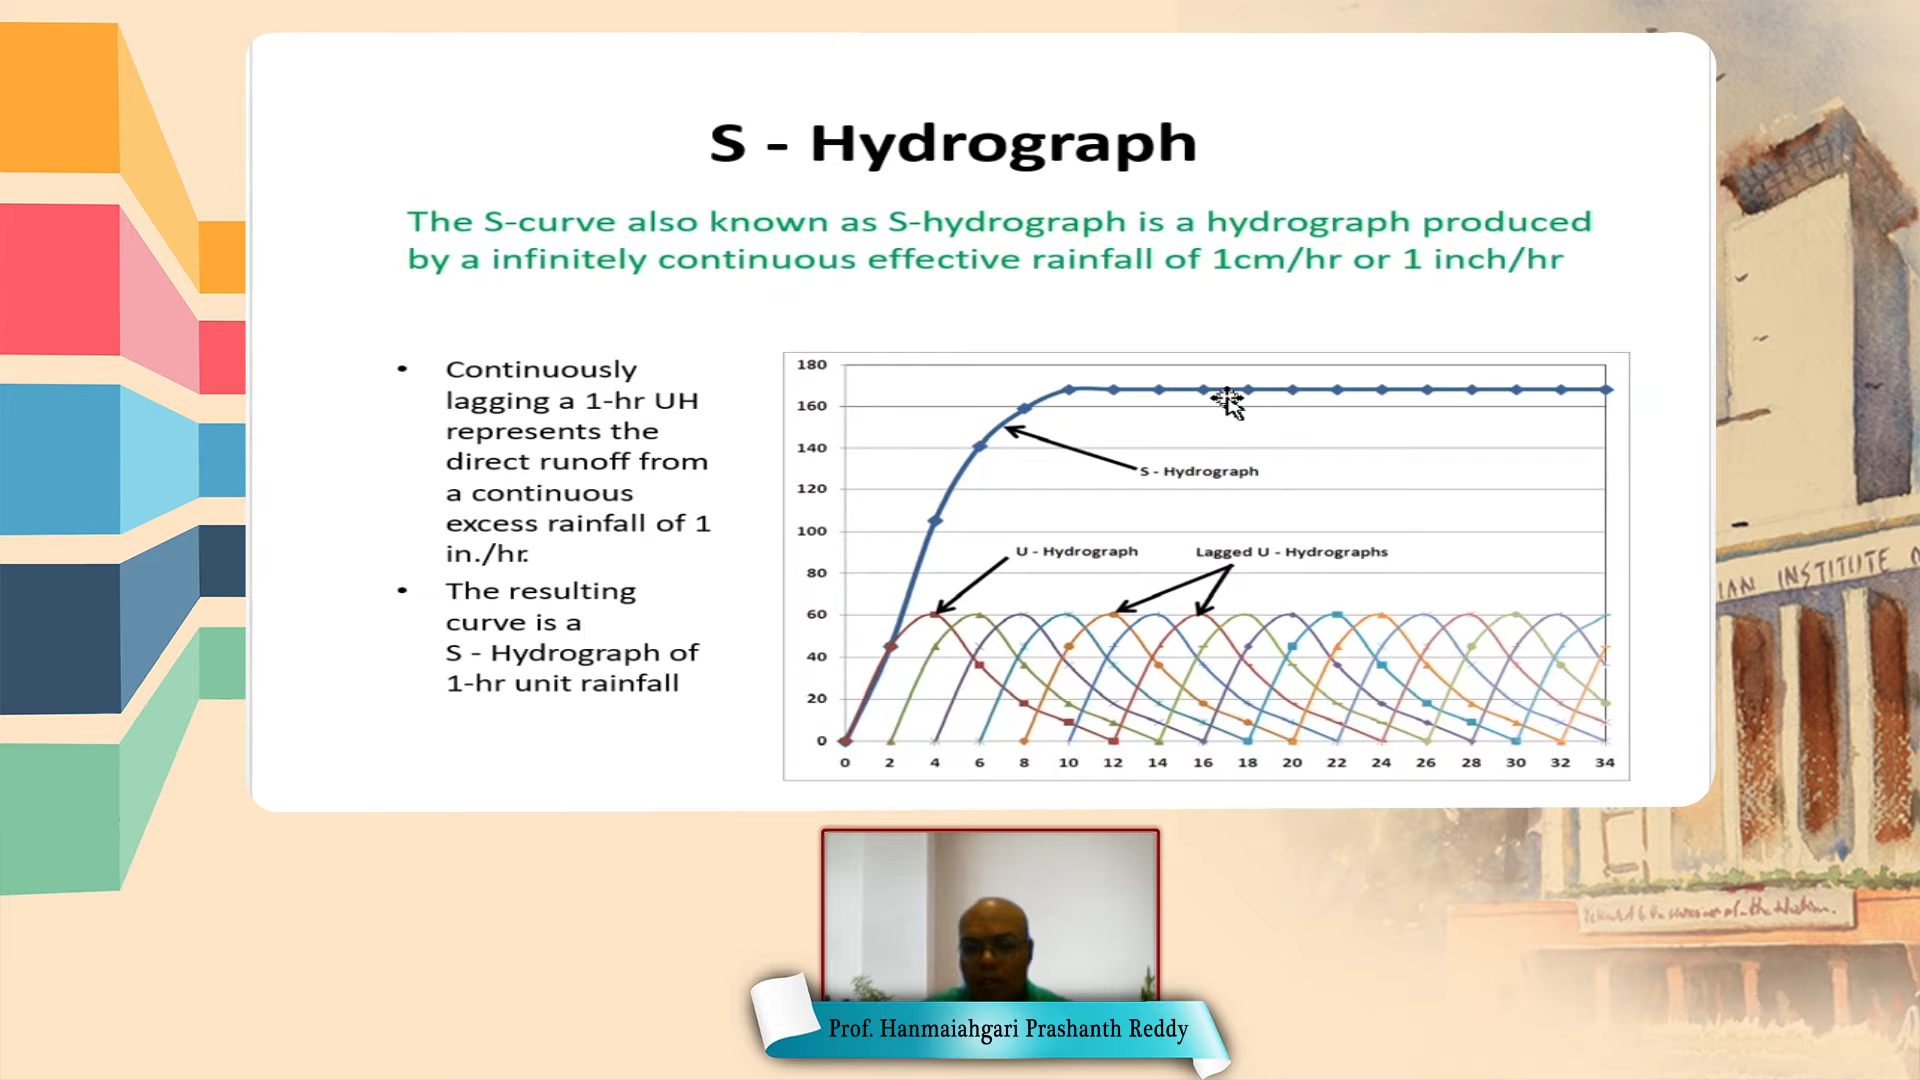 S - Hydrograph
The S-curve also known as S-hydrograph is a hydrograph produced
by a infinitely continuous effective rainfall of 1cm/hr or 1 inch/hr
• Continuously
lagging a 1-hr UH
represents the
direct runoff from
a continuous
excess rainfall of 1
in./hr.
• The resulting
curve is a
S - Hydrograph of
1-hr unit rainfall
180
160
140
120
100
80
60
40
20
0
S - Hydrograph
U - Hydrograph
Lagged U - Hydrographs
0 2 4 6 8 10 12 14 16 18 20 22 24 26 28 30 32 34
IAN INSTITUTE
Prof. Hanmaiahgari Prashanth Reddy